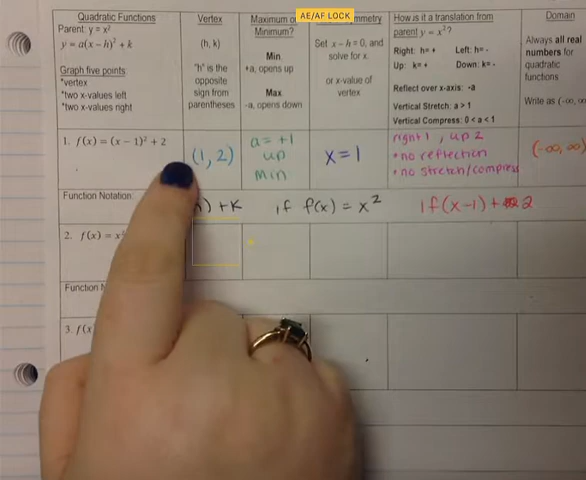 AE/AF LOCK
Quadratic Functions
Parent: y = x²
y = a(x − h)² + k
Graph five points:
*vertex
*two x-values left
*two x-values right
Vertex
(h, k)
"h" is the
opposite
sign from
parentheses
Maximum or
Minimum?
Min
+a, opens up
Max
-a, opens down
mmetry
Set x − h = 0, and
solve for x.
or x-value of
vertex
How is it a translation from
parent y = x²?
Right: h= +    Left: h= -
Up: k= +    Down: k= -
Reflect over x-axis: -a
Vertical Stretch: a > 1
Vertical Compress: 0 < a < 1
Domain
Always all real
numbers for
quadratic
functions
Write as (-∞, ∞)
1. f(x) = (x − 1)² + 2
(1, 2)
a = +1
up
min
x = 1
right 1, up 2
• no reflection
• no stretch/compress
(-∞, ∞)
Function Notation:
) + k if f(x) = x² 1f(x-1)+ 2
2. f(x) = x
Function N
3. f(x)